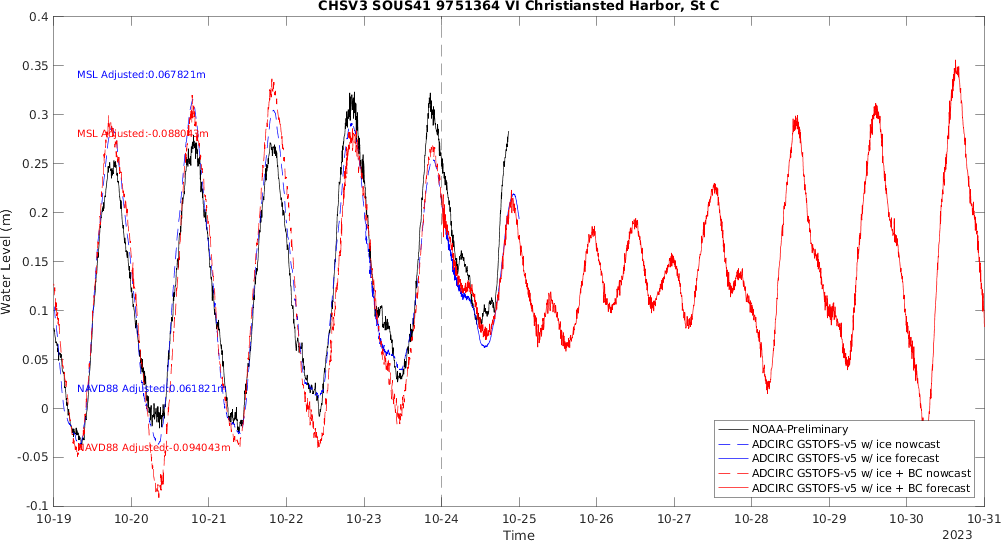 CHSV3 SOUS41 9751364 VI Christiansted Harbor, St C
0.4
0.35
0.3
0.25
0.2
0.15
0.1
0.05
0
-0.05
-0.1
Water Level (m)
MSL Adjusted:0.067821m
MSL Adjusted:-0.088043m
NAVD88 Adjusted:0.061821m
NAVD88 Adjusted:-0.094043m
NOAA-Preliminary
ADCIRC GSTOFS-v5 w/ ice nowcast
ADCIRC GSTOFS-v5 w/ ice forecast
ADCIRC GSTOFS-v5 w/ ice + BC nowcast
ADCIRC GSTOFS-v5 w/ ice + BC forecast
10-19 10-20 10-21 10-22 10-23 10-24 10-25 10-26 10-27 10-28 10-29 10-30 10-31
Time
2023